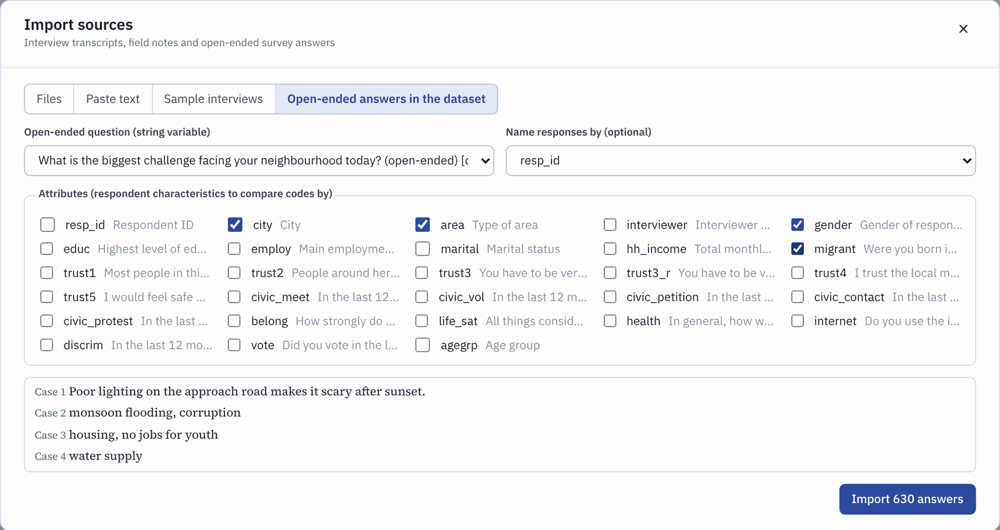 Import sources
Interview transcripts, field notes and open-ended survey answers
Files Paste text Sample interviews Open-ended answers in the dataset
Open-ended question (string variable) Name responses by (optional)
What is the biggest challenge facing your neighbourhood today? (open-ended) [c resp_id
Attributes (respondent characteristics to compare codes by)
resp_id Respondent ID city City area Type of area interviewer Interviewer ... gender Gender of respon...
educ Highest level of ed... employ Main employme... marital Marital status hh_income Total monthl... migrant Were you born i...
trust1 Most people in thi... trust2 People around her... trust3 You have to be ver... trust3_r You have to be v... trust4 I trust the local m...
trust5 I would feel safe ... civic_meet In the last 12... civic_vol In the last 12 m... civic_petition In the last ... civic_contact In the last ...
civic_protest In the last ... belong How strongly do ... life_sat All things consid... health In general, how w... internet Do you use the i...
discrim In the last 12 mo... vote Did you vote in the l... agegrp Age group
Case 1 Poor lighting on the approach road makes it scary after sunset.
Case 2 monsoon flooding, corruption
Case 3 housing, no jobs for youth
Case 4 water supply
Import 630 answers